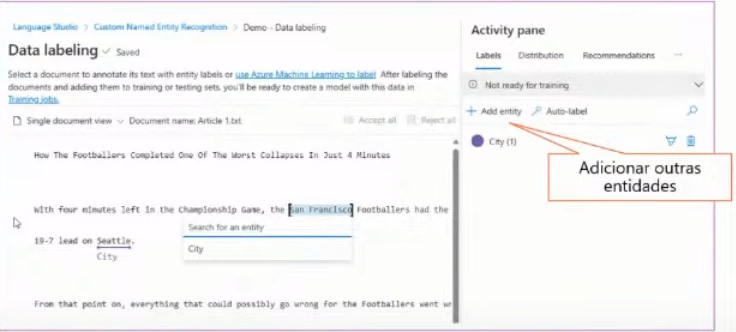 Language Studio > Custom Named Entity Recognition > Demo - Data labeling
Data labeling ✓ Saved
Select a document to annotate its text with entity labels or use Azure Machine Learning to label After labeling the
documents and adding them to training or testing sets, you'll be ready to create a model with this data in
Training jobs.
Single document view Document name: Article 1.txt
Accept all Reject all
How The Footballers Completed One Of The Worst Collapses In Just 4 Minutes
With four minutes left in the Championship Game, the San Francisco Footballers had the
Search for an entity
City
19-7 lead on Seattle.
City
From that point on, everything that could possibly go wrong for the Footballers went wr
Activity pane
Labels Distribution Recommendations ...
Not ready for training
+ Add entity Auto-label
City (1)
Adicionar outras
entidades